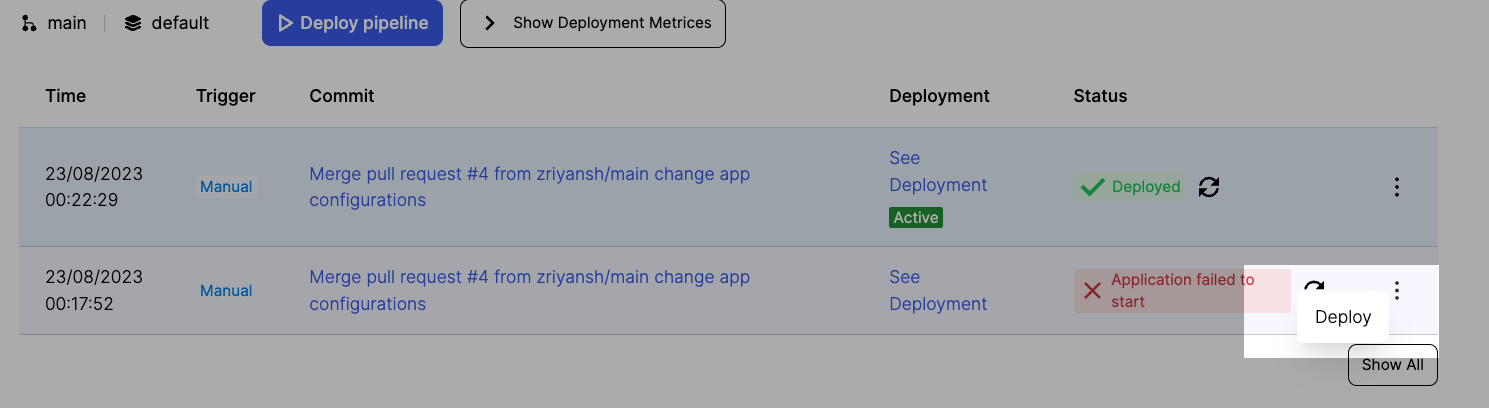 main default Deploy pipeline Show Deployment Metrices
Time Trigger Commit Deployment Status
23/08/2023
00:22:29
Manual
Merge pull request #4 from zriyansh/main change app
configurations
See
Deployment
Active
Deployed
23/08/2023
00:17:52
Manual
Merge pull request #4 from zriyansh/main change app
configurations
See
Deployment
Application failed to
start
Deploy
Show All